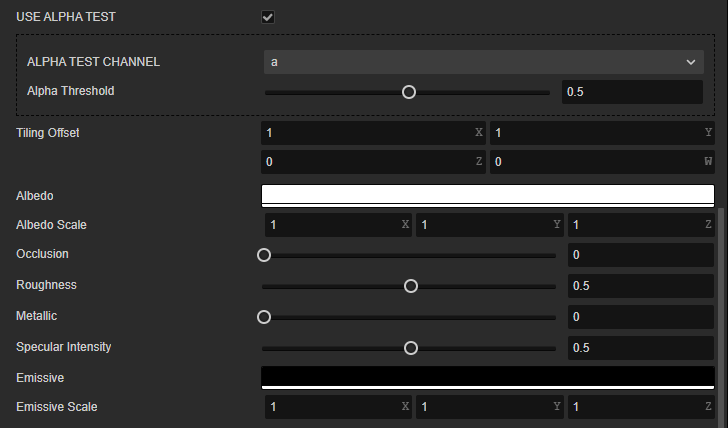 USE ALPHA TEST
ALPHA TEST CHANNEL a
Alpha Threshold 0.5
Tiling Offset 1 X 1 Y
0 Z 0 W
Albedo
Albedo Scale 1 X 1 Y 1 Z
Occlusion 0
Roughness 0.5
Metallic 0
Specular Intensity 0.5
Emissive
Emissive Scale 1 X 1 Y 1 Z